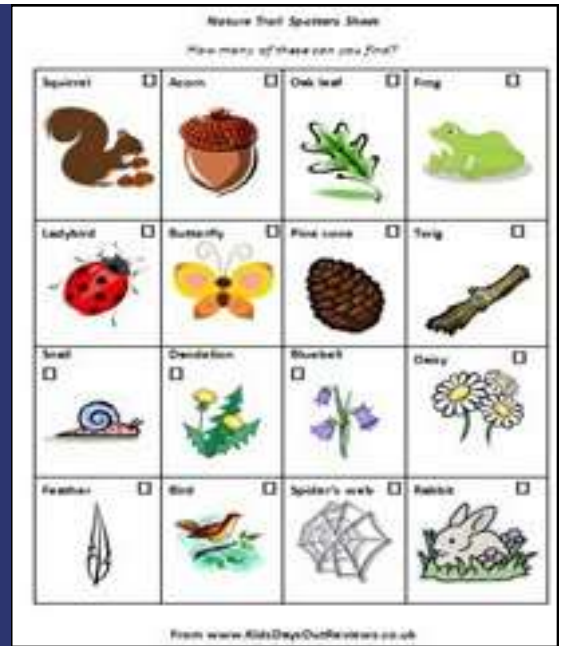 Nature Trail Spotters Sheet
How many of these can you find?
Squirrel Acorn Oak leaf Frog
Ladybird Butterfly Pine cone Twig
Snail Dandelion Bluebell Daisy
Feather Bird Spider's web Rabbit
From www.KidsDaysOutReviews.co.uk